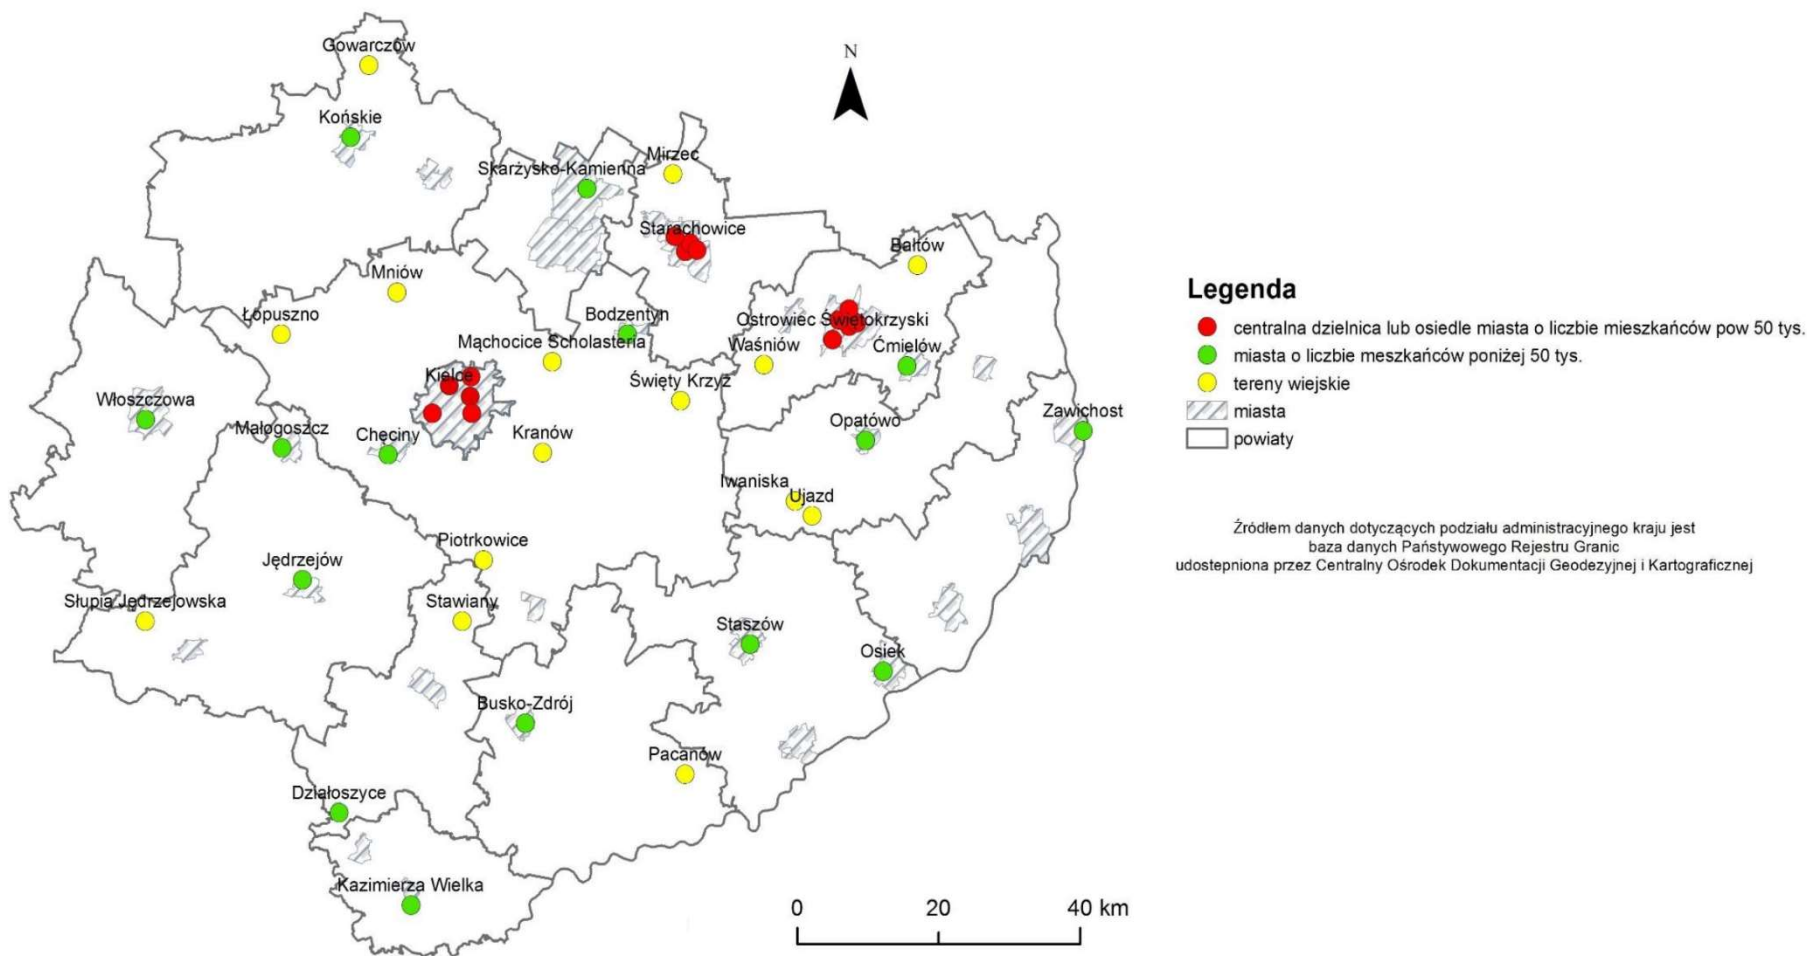 Gowarczów
Końskie
N
Mirzec
Skarżysko-Kamienna
Starachowice
Bałtów
Mniów
Łopuszno
Bodzentyn
Ostrowiec Świętokrzyski
Mąchocice Scholasteria
Waśniów
Ćmielów
Kielce
Święty Krzyż
Włoszczowa
Zawichost
Małogoszcz
Chęciny
Kranów
Opatówo
Iwaniska
Ujazd
Piotrkowice
Jędrzejów
Słupia Jędrzejowska
Stawiany
Staszów
Osiek
Busko-Zdrój
Pacanów
Działoszyce
Kazimierza Wielka
0 20 40 km
Legenda
centralna dzielnica lub osiedle miasta o liczbie mieszkańców pow 50 tys.
miasta o liczbie meszkańców poniżej 50 tys.
tereny wiejskie
miasta
powiaty
Źródłem danych dotyczących podziału administracyjnego kraju jest
baza danych Państywowego Rejestru Granic
udostepniona przez Centralny Ośrodek Dokumentacji Geodezyjnej i Kartograficznej